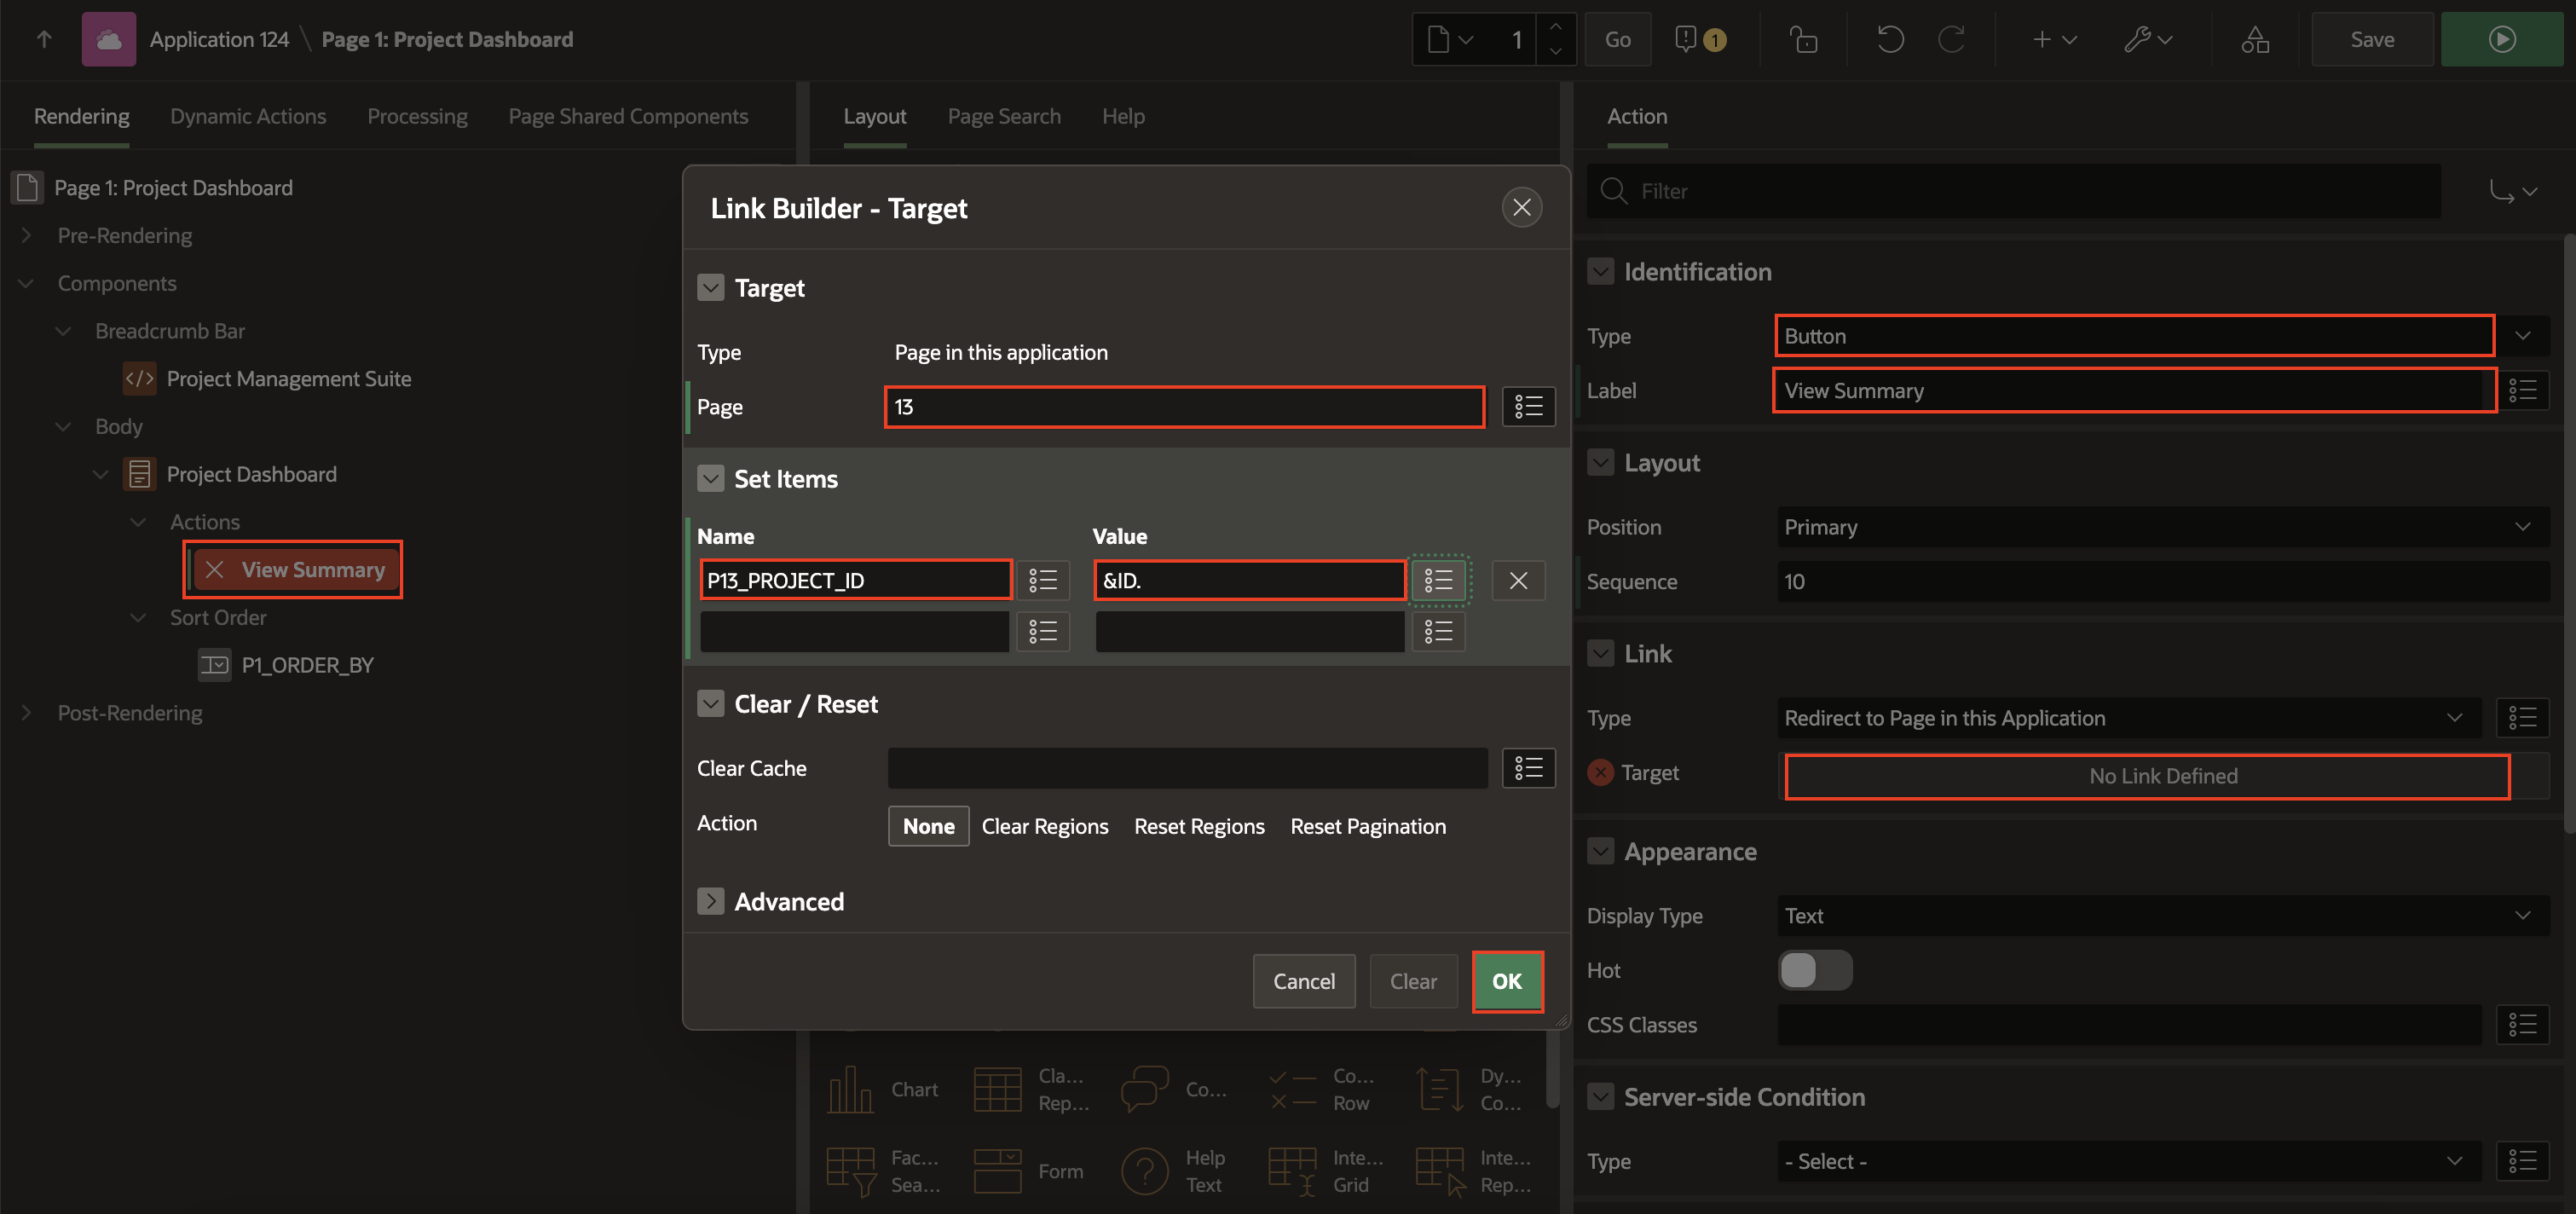 Application 124 \ Page 1: Project Dashboard
1
Go
1
Save
Rendering
Dynamic Actions
Processing
Page Shared Components
Page 1: Project Dashboard
Pre-Rendering
Components
Breadcrumb Bar
Project Management Suite
Body
Project Dashboard
Actions
View Summary
Sort Order
P1_ORDER_BY
Post-Rendering
Layout
Page Search
Help
Link Builder - Target
Target
Type Page in this application
Page 13
Set Items
Name Value
P13_PROJECT_ID &ID.
Clear / Reset
Clear Cache
Action None Clear Regions Reset Regions Reset Pagination
Advanced
Cancel Clear OK
Chart
Cla...
Rep...
Co...
Co...
Row
Dy...
Co...
Fac...
Sea...
Form
Help
Text
Inte...
Grid
Inte...
Rep...
Action
Filter
Identification
Type Button
Label View Summary
Layout
Position Primary
Sequence 10
Link
Type Redirect to Page in this Application
Target No Link Defined
Appearance
Display Type Text
Hot
CSS Classes
Server-side Condition
Type - Select -